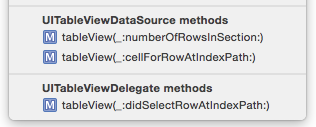 UITableViewDataSource methods
M tableView(_:numberOfRowsInSection:)
M tableView(_:cellForRowAtIndexPath:)
UITableViewDelegate methods
M tableView(_:didSelectRowAtIndexPath:)